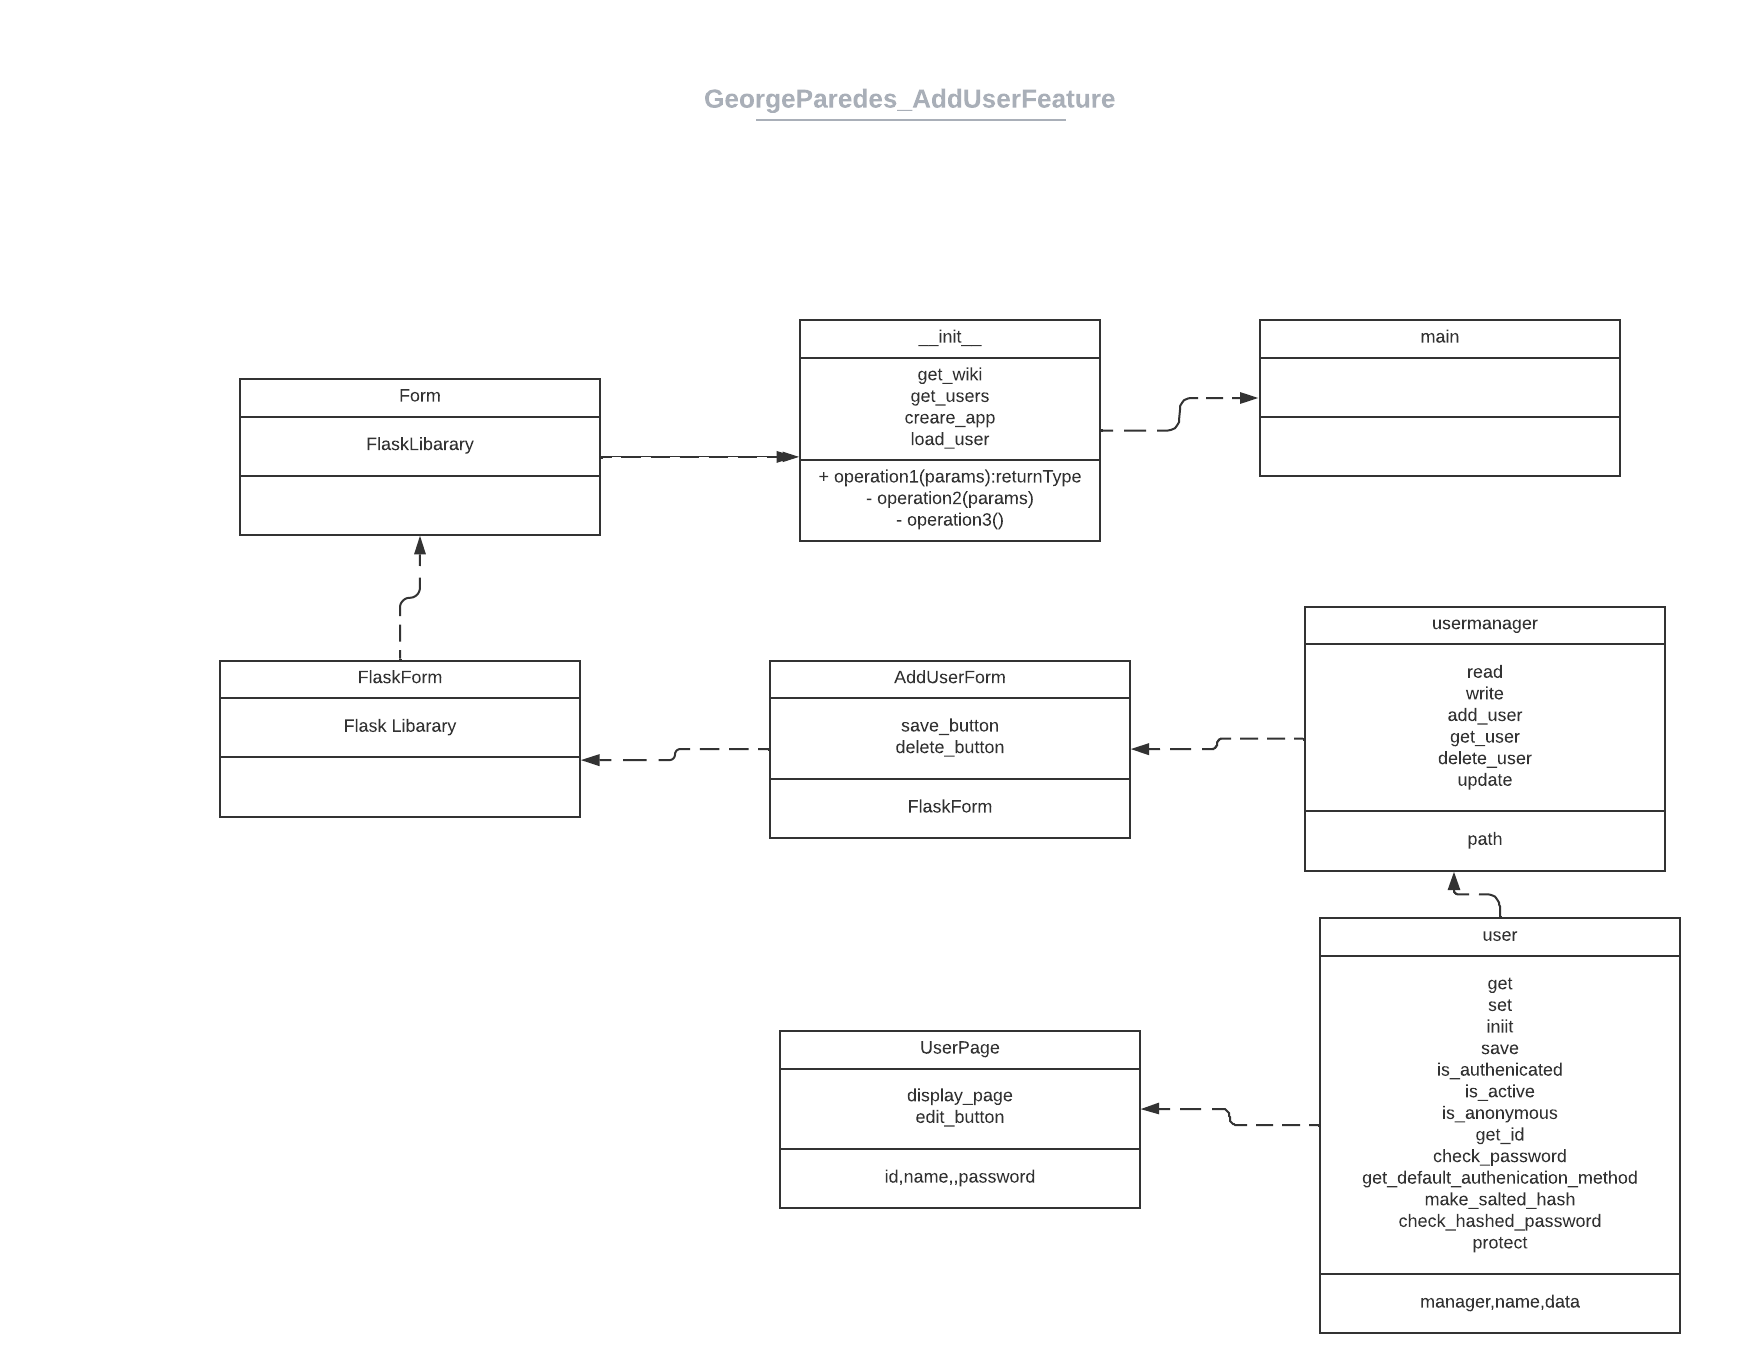 GeorgeParedes_AddUserFeature
__init__
get_wiki
get_users
creare_app
load_user
+ operation1(params):returnType
- operation2(params)
- operation3()
main
Form
FlaskLibarary
FlaskForm
Flask Libarary
AddUserForm
save_button
delete_button
FlaskForm
usermanager
read
write
add_user
get_user
delete_user
update
path
user
get
set
iniit
save
is_authenicated
is_active
is_anonymous
get_id
check_password
get_default_authenication_method
make_salted_hash
check_hashed_password
protect
manager,name,data
UserPage
display_page
edit_button
id,name,,password